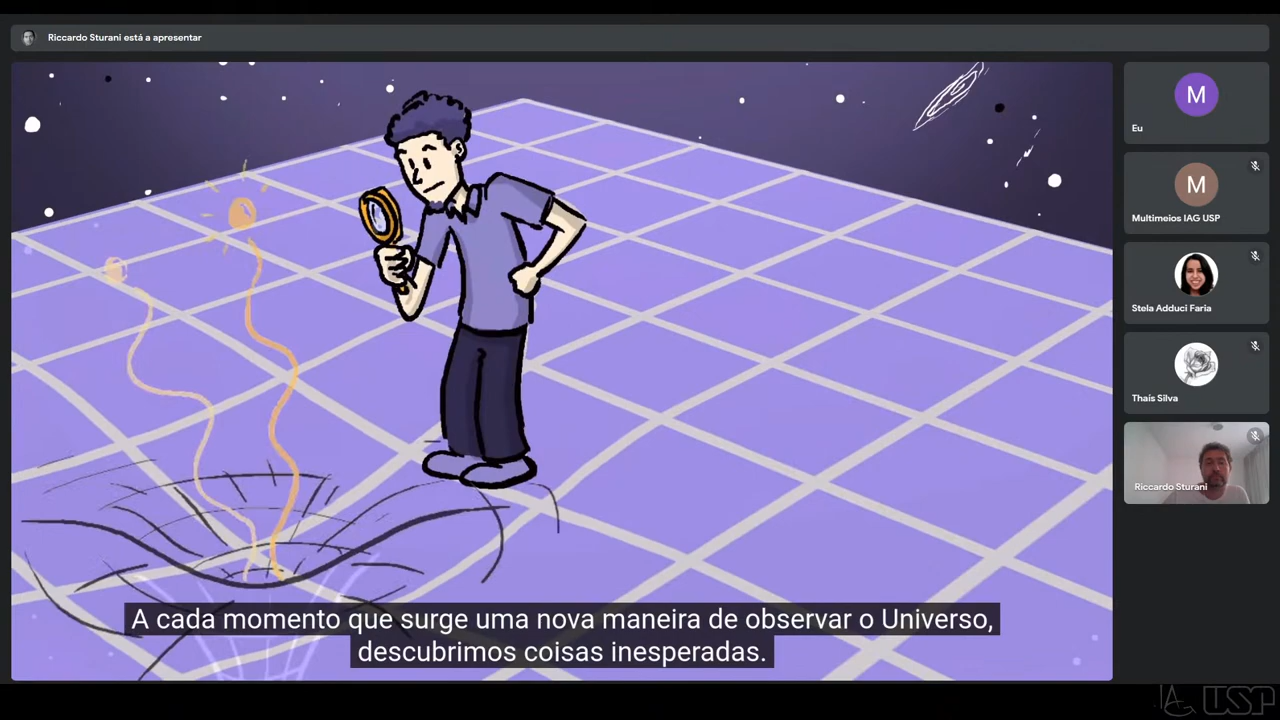 Riccardo Sturani está a apresentar
M
Eu
M
Multimeios IAG USP
Stela Adduci Faria
Thaís Silva
Riccardo Sturani
A cada momento que surge uma nova maneira de observar o Universo,
descubrimos coisas inesperadas.
USP